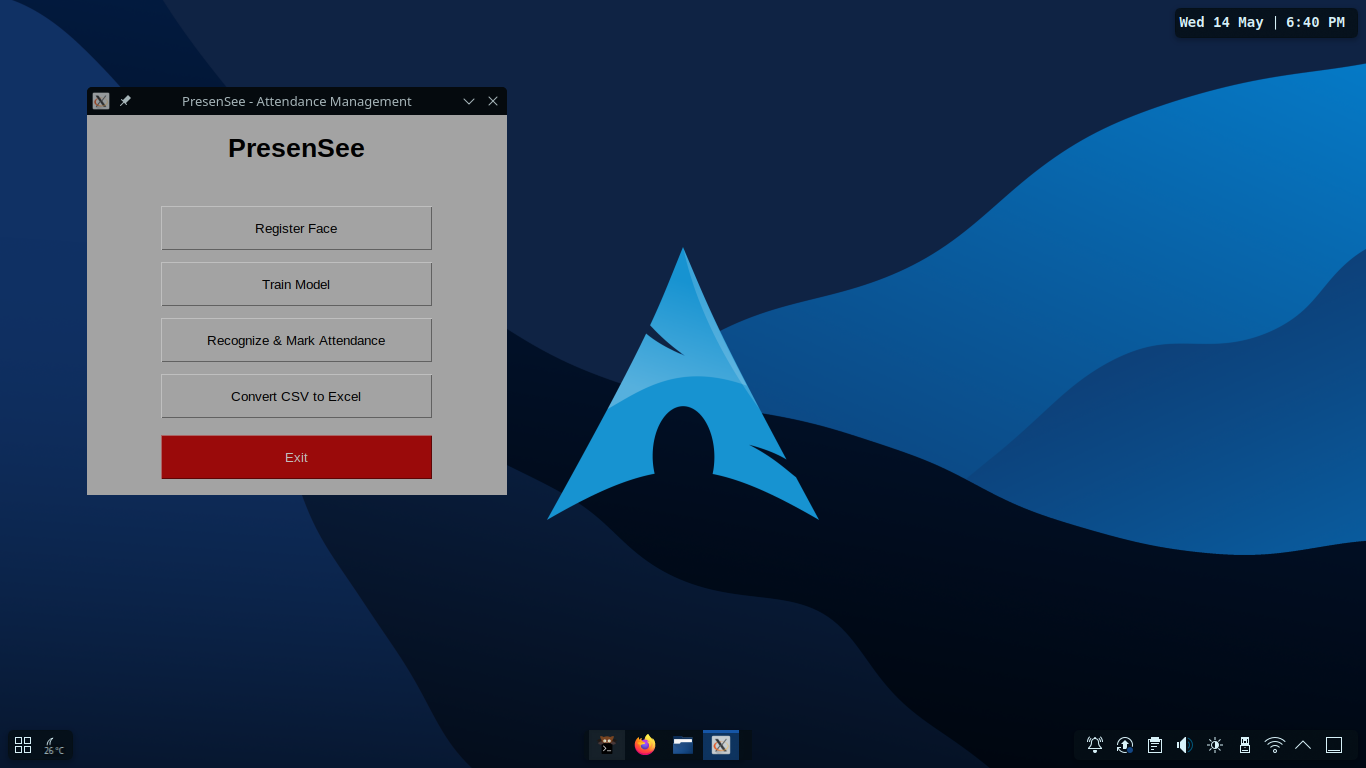 Wed 14 May | 6:40 PM
PresenSee - Attendance Management
PresenSee
Register Face
Train Model
Recognize & Mark Attendance
Convert CSV to Excel
Exit
26 °C